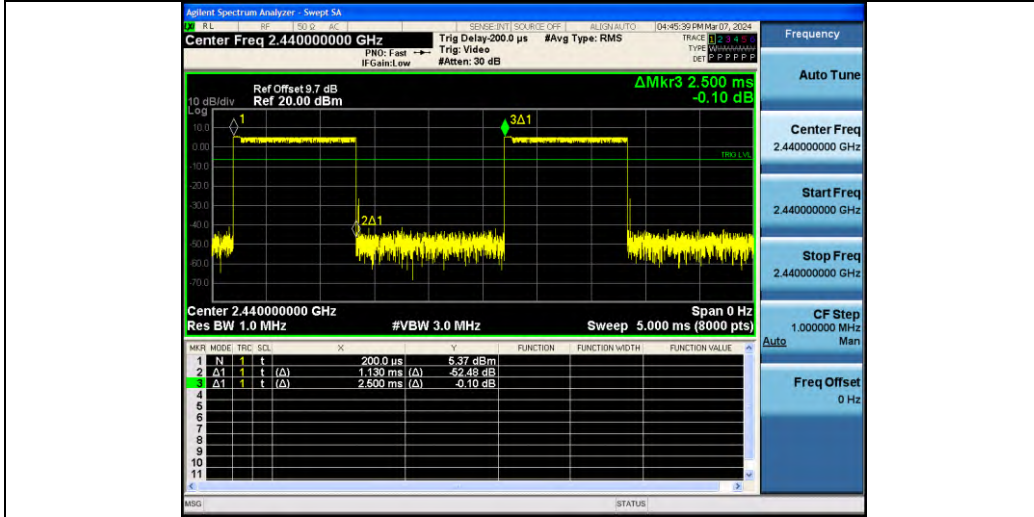 Agilent Spectrum Analyzer - Swept SA
RL RF 50 Ω AC SENSE:INT SOURCE OFF ALIGN AUTO 04:45:39 PM Mar 07, 2024
Center Freq 2.440000000 GHz
PNO: Fast
IFGain:Low
Trig Delay-200.0 µs #Avg Type: RMS
Trig: Video
#Atten: 30 dB
TRACE 1 2 3 4 5 6
TYPE
DET P P P P P P
Ref Offset 9.7 dB
10 dB/div Ref 20.00 dBm
Log
ΔMkr3 2.500 ms
-0.10 dB
10.0
0.00
-10.0
-20.0
-30.0
-40.0
-50.0
-60.0
-70.0
1
3Δ1
TRIG LVL
2Δ1
Center 2.440000000 GHz Span 0 Hz
Res BW 1.0 MHz #VBW 3.0 MHz Sweep 5.000 ms (8000 pts)
MKR MODE TRC SCL X Y FUNCTION FUNCTION WIDTH FUNCTION VALUE
1 N 1 t 200.0 µs 5.37 dBm
2 Δ1 1 t (Δ) 1.130 ms (Δ) -52.48 dB
3 Δ1 1 t (Δ) 2.500 ms (Δ) -0.10 dB
4
5
6
7
8
9
10
11
MSG STATUS
Frequency
Auto Tune
Center Freq
2.440000000 GHz
Start Freq
2.440000000 GHz
Stop Freq
2.440000000 GHz
CF Step
1.000000 MHz
Auto Man
Freq Offset
0 Hz